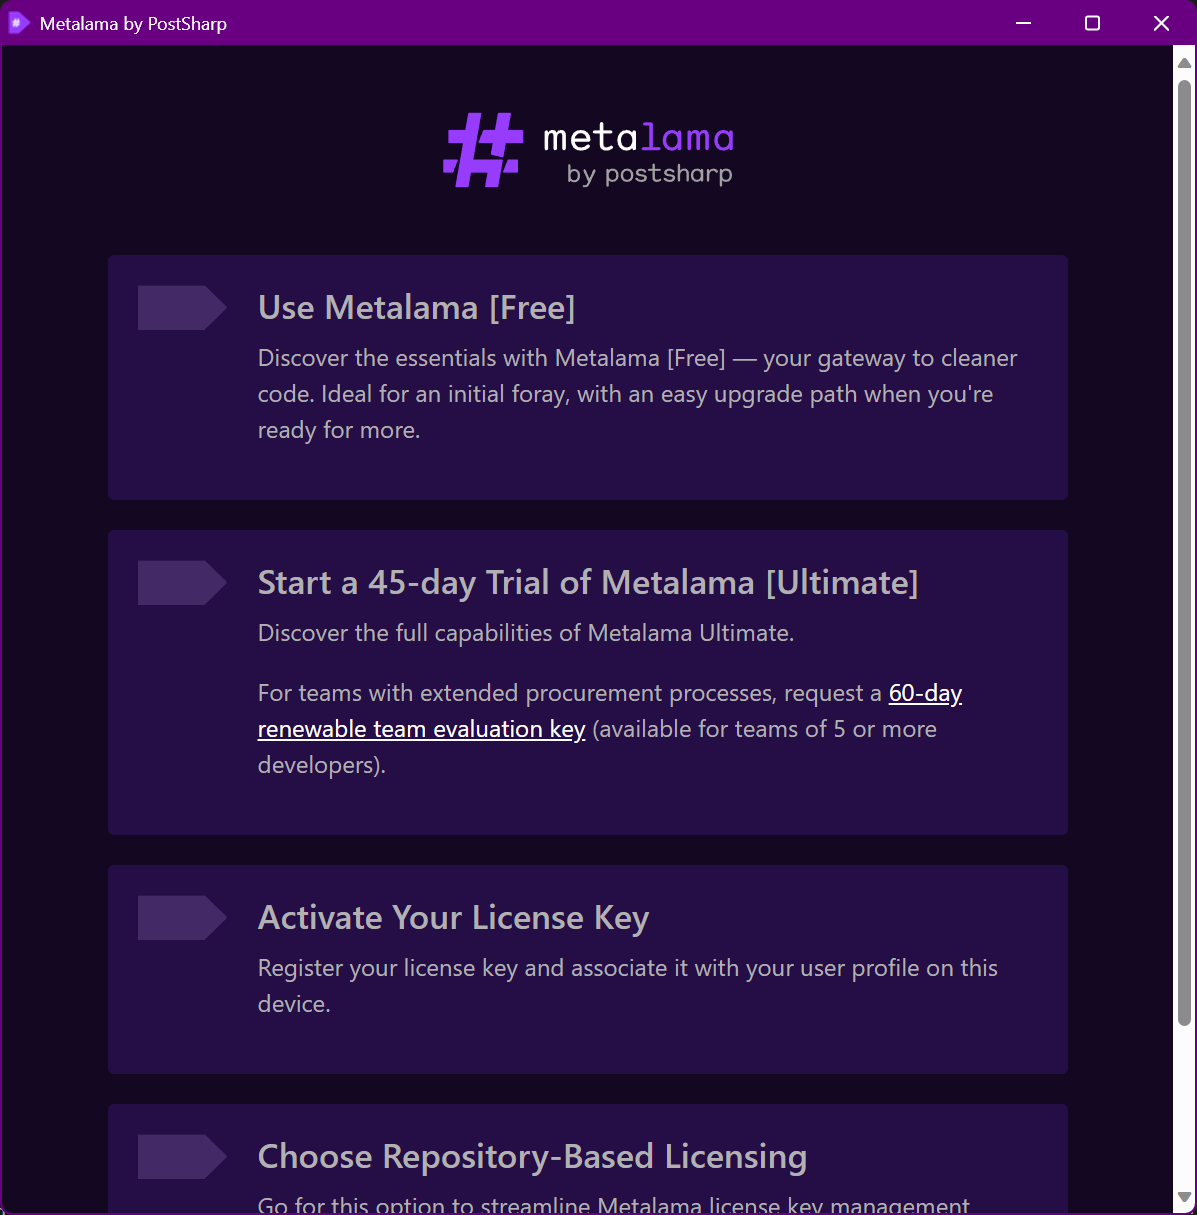 Metalama by PostSharp
metalama
by postsharp
Use Metalama [Free]
Discover the essentials with Metalama [Free] — your gateway to cleaner
code. Ideal for an initial foray, with an easy upgrade path when you're
ready for more.
Start a 45-day Trial of Metalama [Ultimate]
Discover the full capabilities of Metalama Ultimate.
For teams with extended procurement processes, request a 60-day
renewable team evaluation key (available for teams of 5 or more
developers).
Activate Your License Key
Register your license key and associate it with your user profile on this
device.
Choose Repository-Based Licensing
Go for this option to streamline Metalama license key management